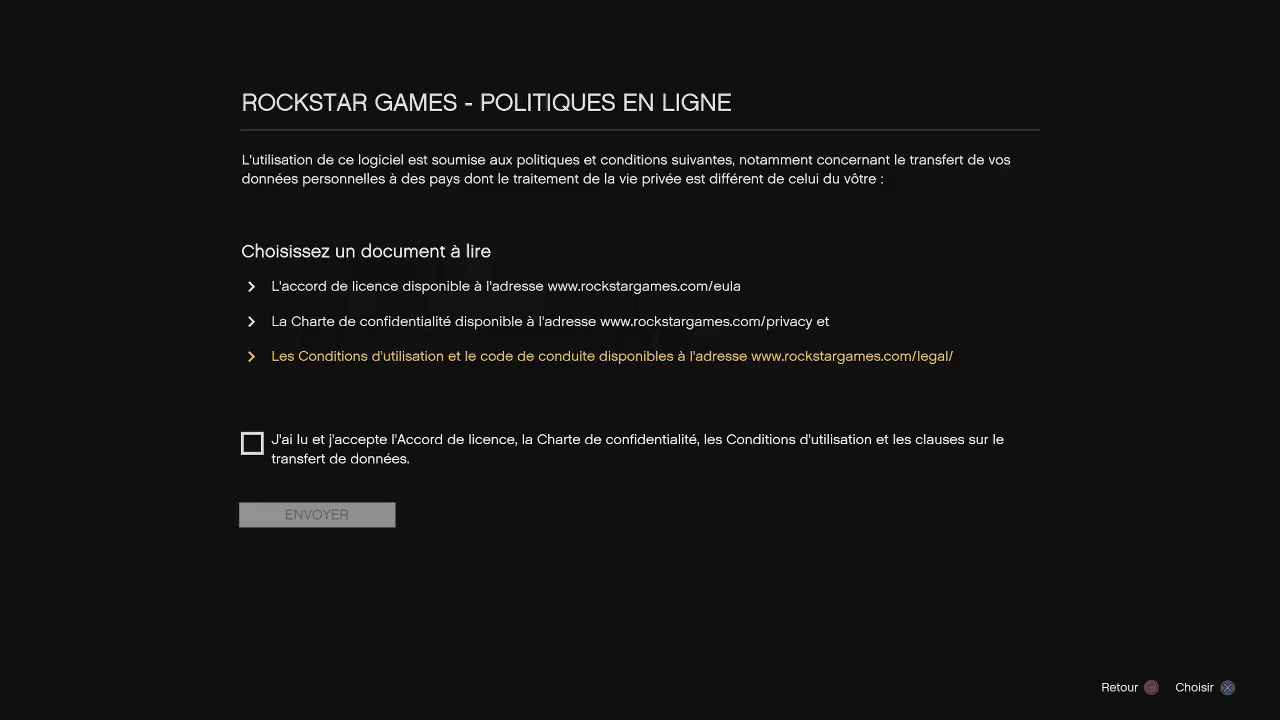 ROCKSTAR GAMES - POLITIQUES EN LIGNE
L'utilisation de ce logiciel est soumise aux politiques et conditions suivantes, notamment concernant le transfert de vos
données personnelles à des pays dont le traitement de la vie privée est différent de celui du vôtre :
Choisissez un document à lire
L'accord de licence disponible à l'adresse www.rockstargames.com/eula
La Charte de confidentialité disponible à l'adresse www.rockstargames.com/privacy et
Les Conditions d'utilisation et le code de conduite disponibles à l'adresse www.rockstargames.com/legal/
J'ai lu et j'accepte l'Accord de licence, la Charte de confidentialité, les Conditions d'utilisation et les clauses sur le
transfert de données.
ENVOYER
Retour Choisir